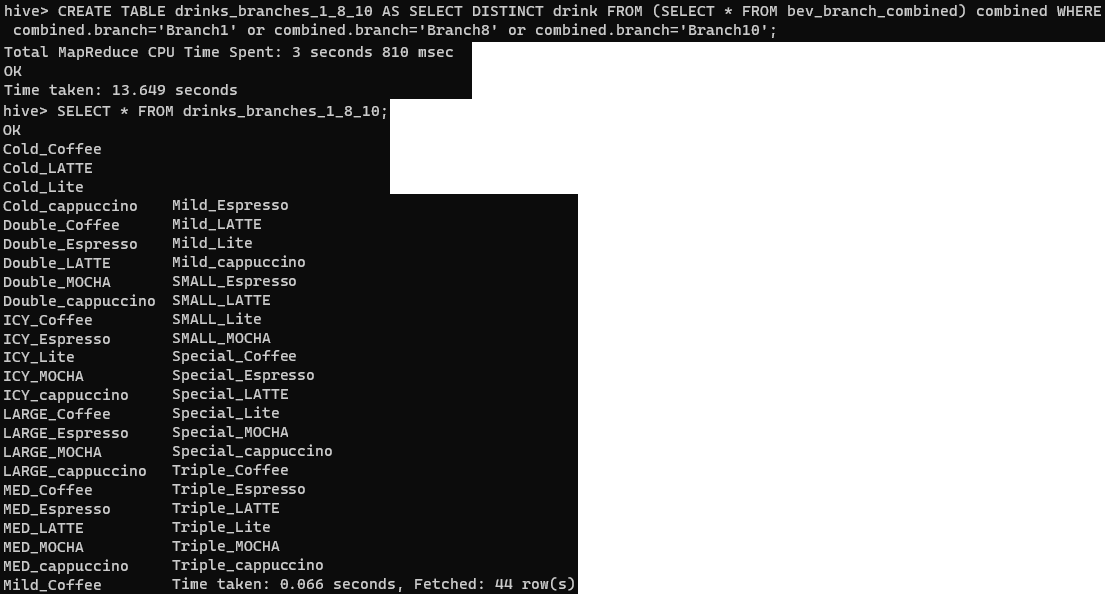 hive> CREATE TABLE drinks_branches_1_8_10 AS SELECT DISTINCT drink FROM (SELECT * FROM bev_branch_combined) combined WHERE
combined.branch='Branch1' or combined.branch='Branch8' or combined.branch='Branch10';
Total MapReduce CPU Time Spent: 3 seconds 810 msec
OK
Time taken: 13.649 seconds
hive> SELECT * FROM drinks_branches_1_8_10;
OK
Cold_Coffee
Cold_LATTE
Cold_Lite
Cold_cappuccino
Double_Coffee
Double_Espresso
Double_LATTE
Double_MOCHA
Double_cappuccino
ICY_Coffee
ICY_Espresso
ICY_Lite
ICY_MOCHA
ICY_cappuccino
LARGE_Coffee
LARGE_Espresso
LARGE_MOCHA
LARGE_cappuccino
MED_Coffee
MED_Espresso
MED_LATTE
MED_MOCHA
MED_cappuccino
Mild_Coffee
Mild_Espresso
Mild_LATTE
Mild_Lite
Mild_cappuccino
SMALL_Espresso
SMALL_LATTE
SMALL_Lite
SMALL_MOCHA
Special_Coffee
Special_Espresso
Special_LATTE
Special_Lite
Special_MOCHA
Special_cappuccino
Triple_Coffee
Triple_Espresso
Triple_LATTE
Triple_Lite
Triple_MOCHA
Triple_cappuccino
Time taken: 0.066 seconds, Fetched: 44 row(s)